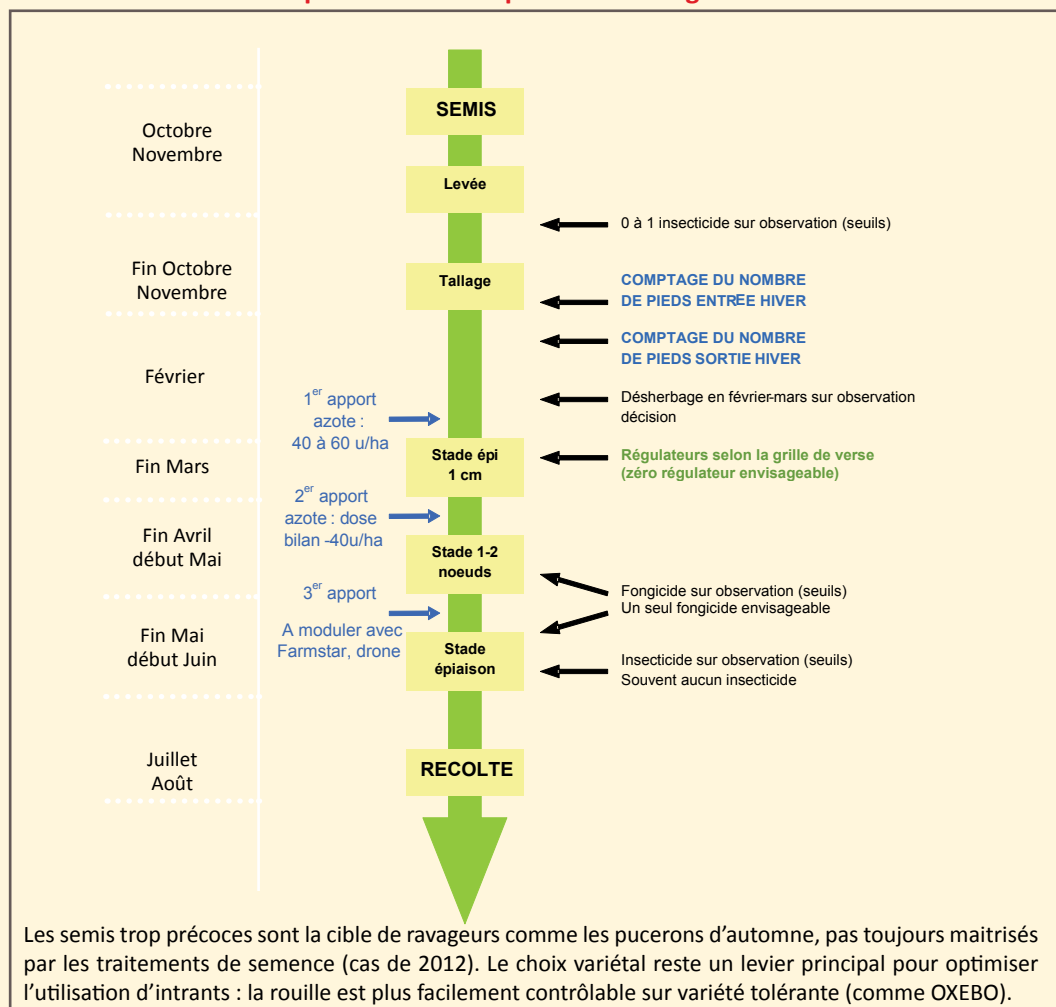 Octobre
Novembre
Fin Octobre
Novembre
Février
Fin Mars
Fin Avril
début Mai
Fin Mai
début Juin
Juillet
Août
1er apport
azote :
40 à 60 u/ha
2er apport
azote : dose
bilan -40u/ha
3er apport
A moduler avec
Farmstar, drone
SEMIS
Levée
Tallage
Stade épi
1 cm
Stade 1-2
noeuds
Stade
épiaison
RECOLTE
0 à 1 insecticide sur observation (seuils)
COMPTAGE DU NOMBRE
DE PIEDS ENTRÉE HIVER
COMPTAGE DU NOMBRE
DE PIEDS SORTIE HIVER
Désherbage en février-mars sur observation
décision
Régulateurs selon la grille de verse
(zéro régulateur envisageable)
Fongicide sur observation (seuils)
Un seul fongicide envisageable
Insecticide sur observation (seuils)
Souvent aucun insecticide
Les semis trop précoces sont la cible de ravageurs comme les pucerons d'automne, pas toujours maitrisés
par les traitements de semence (cas de 2012). Le choix variétal reste un levier principal pour optimiser
l'utilisation d'intrants : la rouille est plus facilement contrôlable sur variété tolérante (comme OXEBO).